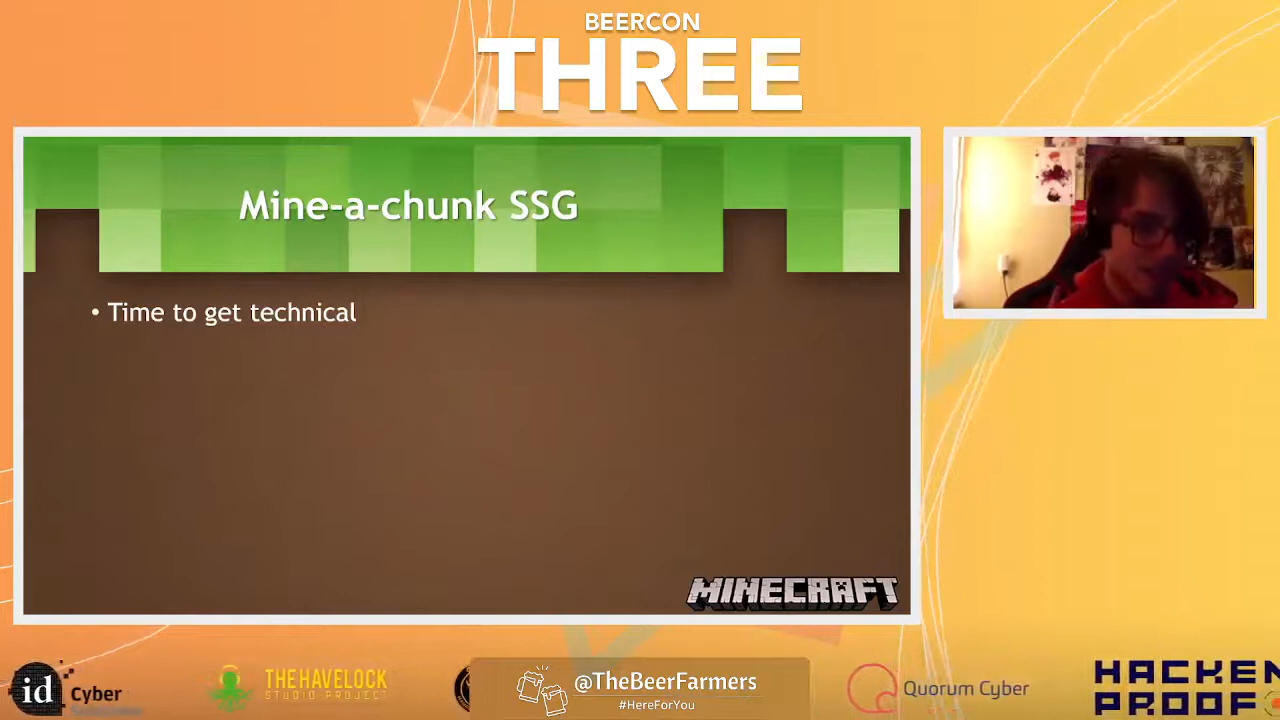 BEERCON
THREE
Mine-a-chunk SSG
• Time to get technical
MINECRAFT
id Cyber
THE HAVELOCK
STUDIO PROJECT
@TheBeerFarmers
#HereForYou
Quorum Cyber
HACKEN
PROOF